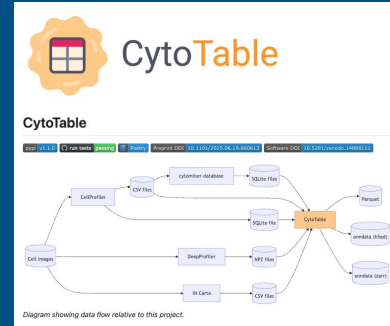 CytoTable
CytoTable
pypi v1.1.0 run tests passing Poetry Preprint DOI 10.1101/2025.06.19.660613 Software DOI 10.5281/zenodo.14888111
cytominer-database
SQLite files
CellProfiler
CSV files
Parquet
SQLite file
CytoTable
anndata (h5ad)
Cell images
DeepProfiler
NPZ files
anndata (zarr)
IN Carta
CSV files
Diagram showing data flow relative to this project.